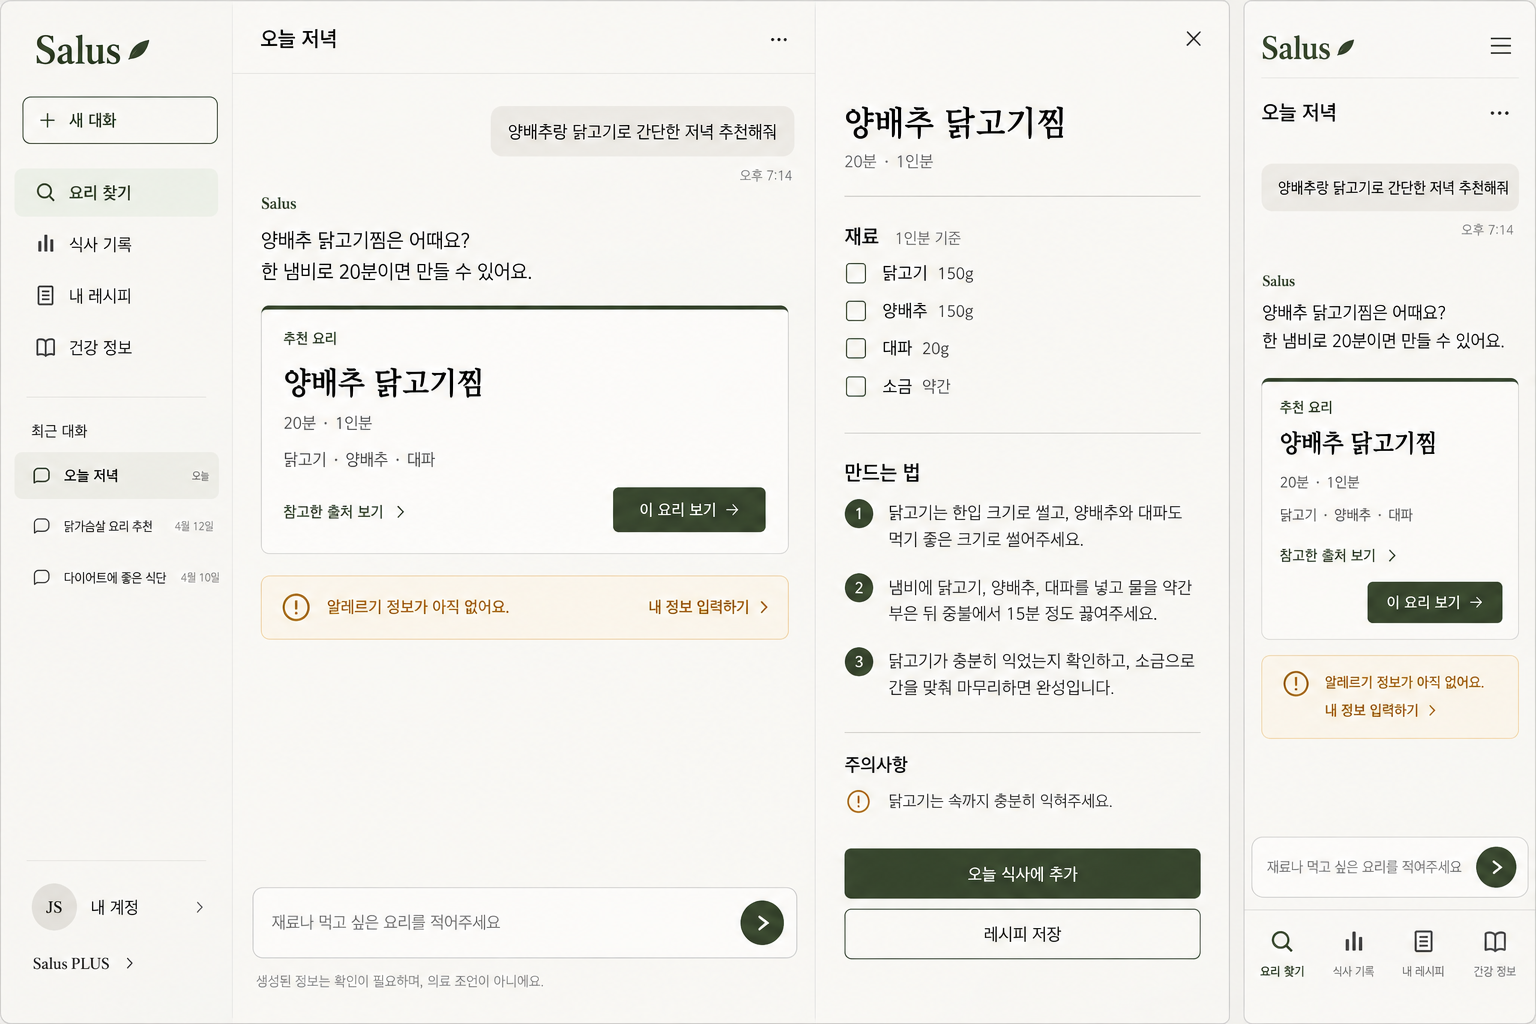 Salus
새 대화
요리 찾기
식사 기록
내 레시피
건강 정보
최근 대화
오늘 저녁 오늘
닭가슴살 요리 추천 4월 12일
다이어트에 좋은 식단 4월 10일
JS 내 계정
Salus PLUS
오늘 저녁
양배추랑 닭고기로 간단한 저녁 추천해줘
오후 7:14
Salus
양배추 닭고기찜은 어때요?
한 냄비로 20분이면 만들 수 있어요.
추천 요리
양배추 닭고기찜
20분 · 1인분
닭고기 · 양배추 · 대파
참고한 출처 보기
이 요리 보기 →
알레르기 정보가 아직 없어요.
내 정보 입력하기
재료나 먹고 싶은 요리를 적어주세요
생성된 정보는 확인이 필요하며, 의료 조언이 아니에요.
양배추 닭고기찜
20분 · 1인분
재료 1인분 기준
닭고기 150g
양배추 150g
대파 20g
소금 약간
만드는 법
1 닭고기는 한입 크기로 썰고, 양배추와 대파도
먹기 좋은 크기로 썰어주세요.
2 냄비에 닭고기, 양배추, 대파를 넣고 물을 약간
부은 뒤 중불에서 15분 정도 끓여주세요.
3 닭고기가 충분히 익었는지 확인하고, 소금으로
간을 맞춰 마무리하면 완성입니다.
주의사항
닭고기는 속까지 충분히 익혀주세요.
오늘 식사에 추가
레시피 저장
Salus
오늘 저녁
양배추랑 닭고기로 간단한 저녁 추천해줘
오후 7:14
Salus
양배추 닭고기찜은 어때요?
한 냄비로 20분이면 만들 수 있어요.
추천 요리
양배추 닭고기찜
20분 · 1인분
닭고기 · 양배추 · 대파
참고한 출처 보기
이 요리 보기 →
알레르기 정보가 아직 없어요.
내 정보 입력하기
재료나 먹고 싶은 요리를 적여주세요
요리 찾기
식사 기록
내 레시피
건강 정보